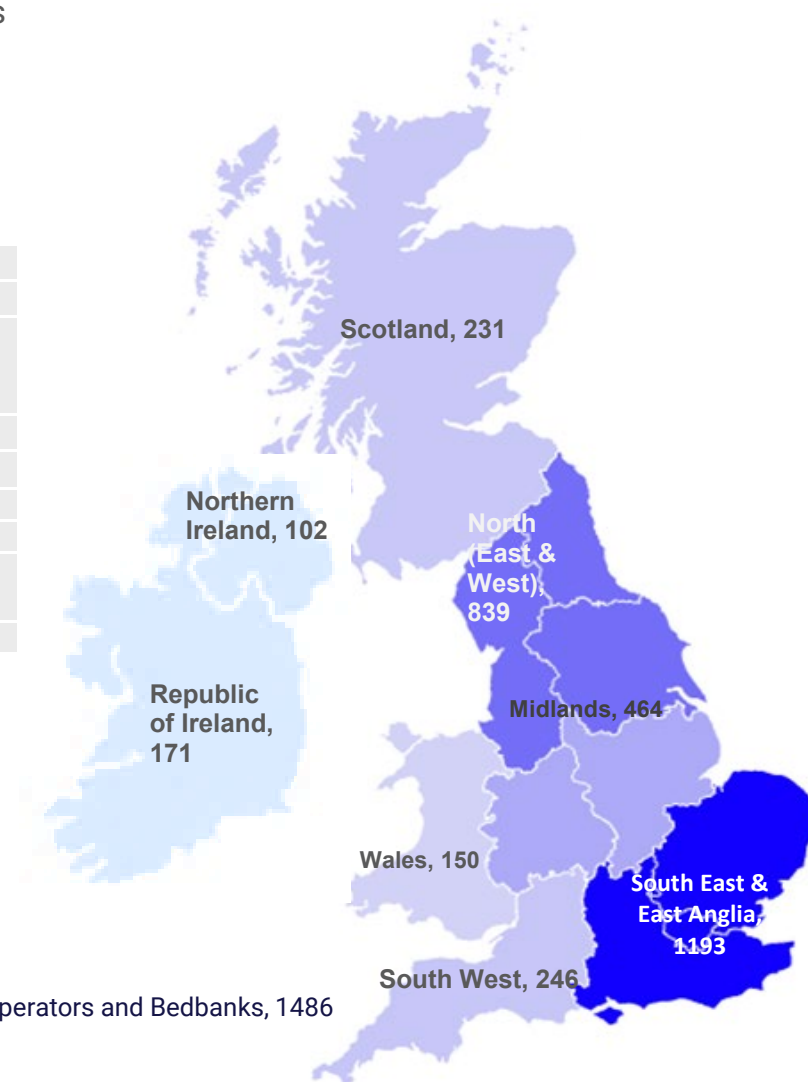 Scotland, 231
Northern
Ireland, 102
North
(East &
West),
839
Republic
of Ireland,
171
Midlands, 464
Wales, 150
South East &
East Anglia,
1193
South West, 246
perators and Bedbanks, 1486